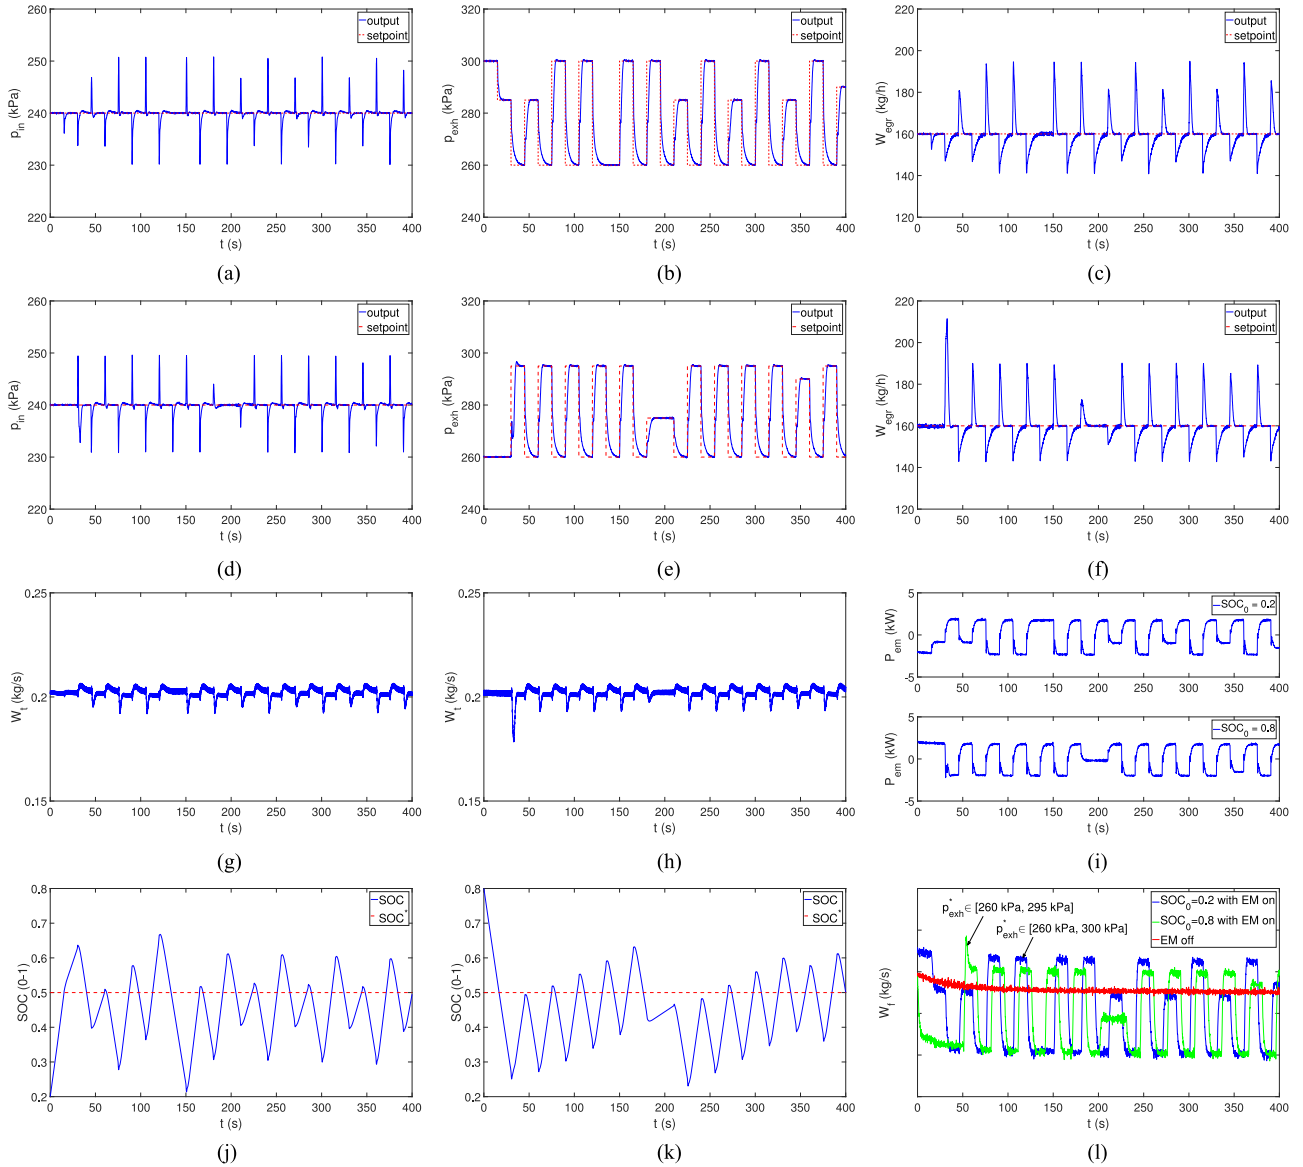 260
250
240
230
220
p_in (kPa)
0 50 100 150 200 250 300 350 400
t (s)
output
setpoint
(a)
320
300
280
260
240
p_exh (kPa)
0 50 100 150 200 250 300 350 400
t (s)
output
setpoint
(b)
220
200
180
160
140
120
W_egr (kg/h)
0 50 100 150 200 250 300 350 400
t (s)
output
setpoint
(c)
260
250
240
230
220
p_in (kPa)
0 50 100 150 200 250 300 350 400
t (s)
output
setpoint
(d)
320
300
280
260
240
p_exh (kPa)
0 50 100 150 200 250 300 350 400
t (s)
output
setpoint
(e)
220
200
180
160
140
120
W_egr (kg/h)
0 50 100 150 200 250 300 350 400
t (s)
output
setpoint
(f)
0.25
0.2
0.15
W_t (kg/s)
0 50 100 150 200 250 300 350 400
t (s)
(g)
0.25
0.2
0.15
W_t (kg/s)
0 50 100 150 200 250 300 350 400
t (s)
(h)
5
0
-5
P_em (kW)
0 50 100 150 200 250 300 350 400
SOC_0 = 0.2
5
0
-5
P_em (kW)
0 50 100 150 200 250 300 350 400
t (s)
SOC_0 = 0.8
(i)
0.8
0.7
0.6
0.5
0.4
0.3
0.2
SOC (0-1)
0 50 100 150 200 250 300 350 400
t (s)
SOC
SOC*
(j)
0.8
0.7
0.6
0.5
0.4
0.3
0.2
SOC (0-1)
0 50 100 150 200 250 300 350 400
t (s)
SOC
SOC*
(k)
W_f (kg/s)
0 50 100 150 200 250 300 350 400
t (s)
p*_exh ∈ [260 kPa, 295 kPa]
p*_exh ∈ [260 kPa, 300 kPa]
SOC_0=0.2 with EM on
SOC_0=0.8 with EM on
EM off
(l)